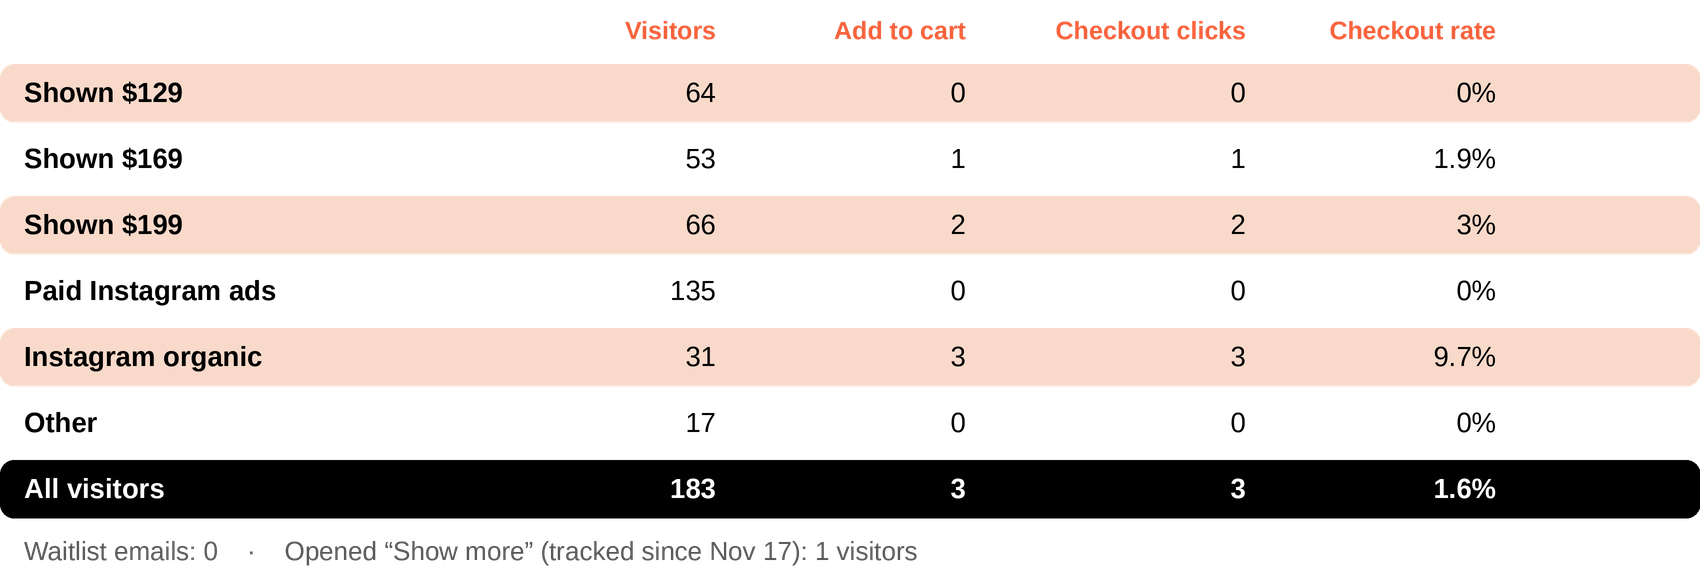 Visitors Add to cart Checkout clicks Checkout rate
Shown $129 64 0 0 0%
Shown $169 53 1 1 1.9%
Shown $199 66 2 2 3%
Paid Instagram ads 135 0 0 0%
Instagram organic 31 3 3 9.7%
Other 17 0 0 0%
All visitors 183 3 3 1.6%
Waitlist emails: 0 · Opened “Show more” (tracked since Nov 17): 1 visitors